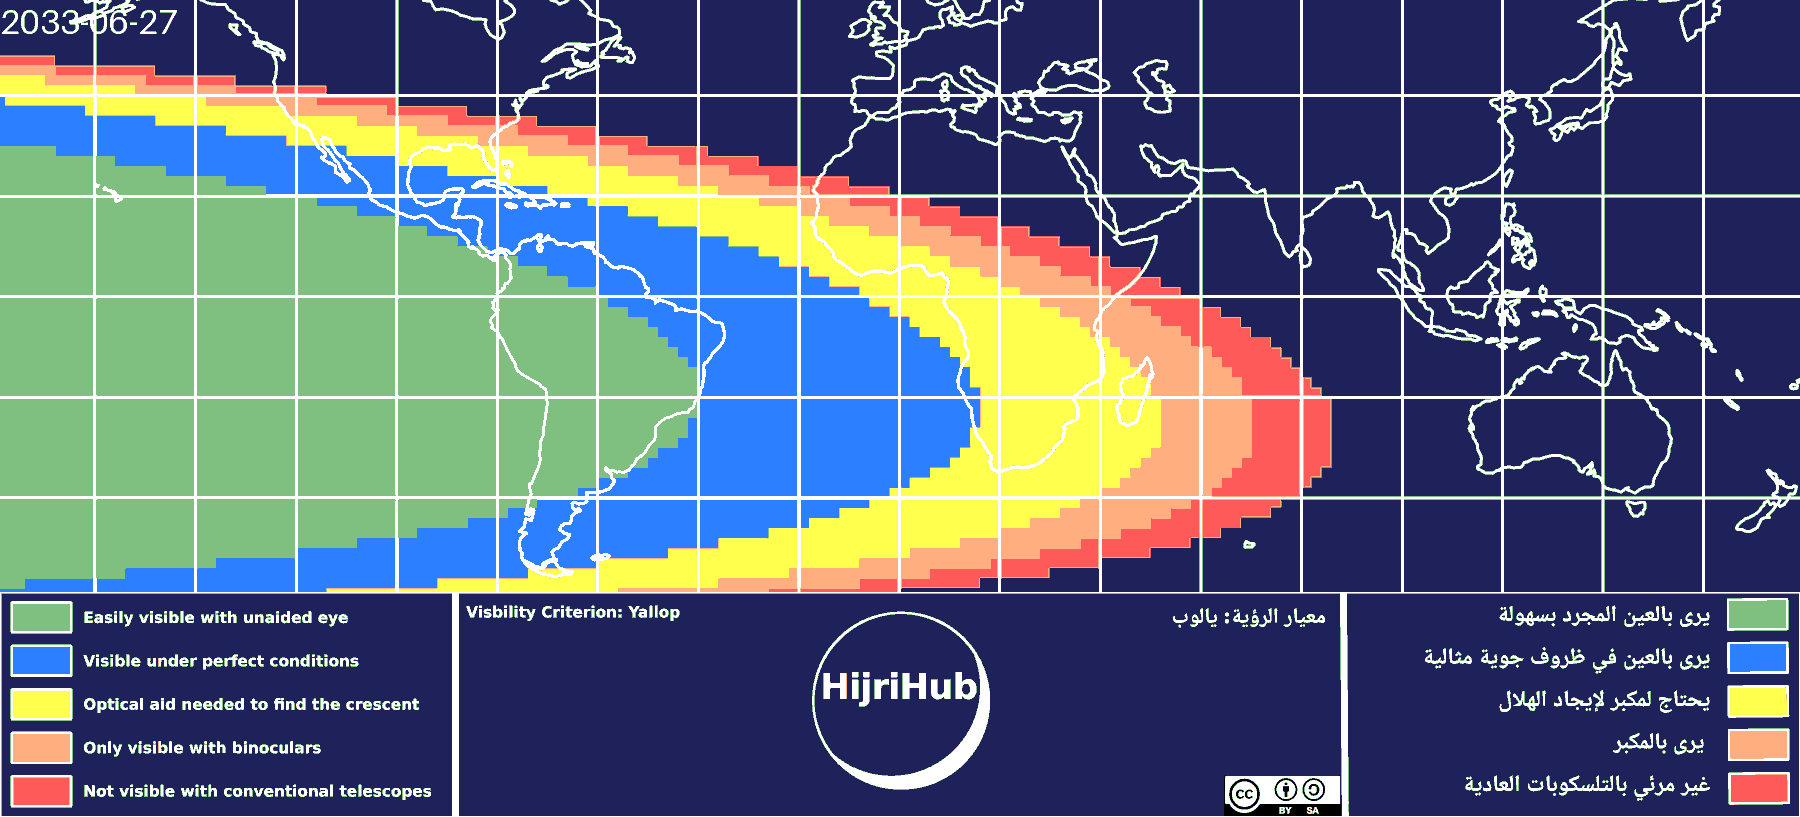 2033-06-27
Easily visible with unaided eye
Visible under perfect conditions
Optical aid needed to find the crescent
Only visible with binoculars
Not visible with conventional telescopes
Visbility Criterion: Yallop
معيار الرؤية: يالوب
HijriHub
cc
BY SA
يرى بالعين المجرد بسهولة
يرى بالعين في ظروف جوية مثالية
يحتاج لمكبر لإيجاد الهلال
يرى بالمكبر
غير مرئي بالتلسكوبات العادية